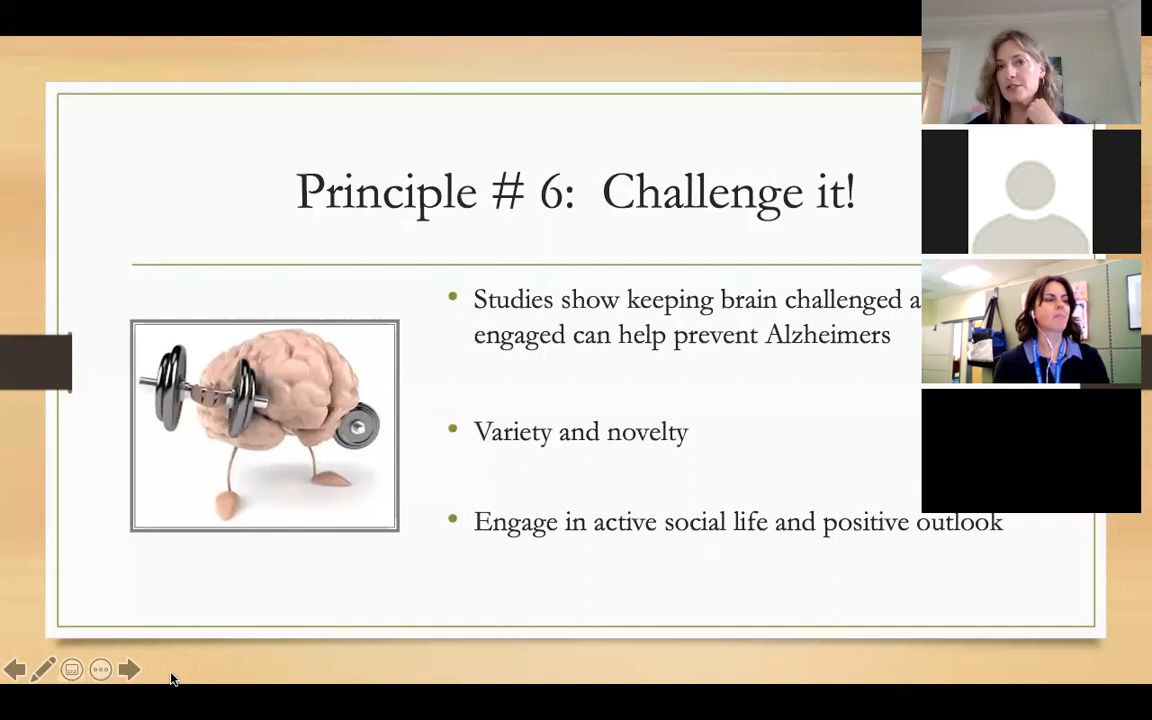 Principle # 6: Challenge it!
Studies show keeping brain challenged a
engaged can help prevent Alzheimers
Variety and novelty
Engage in active social life and positive outlook